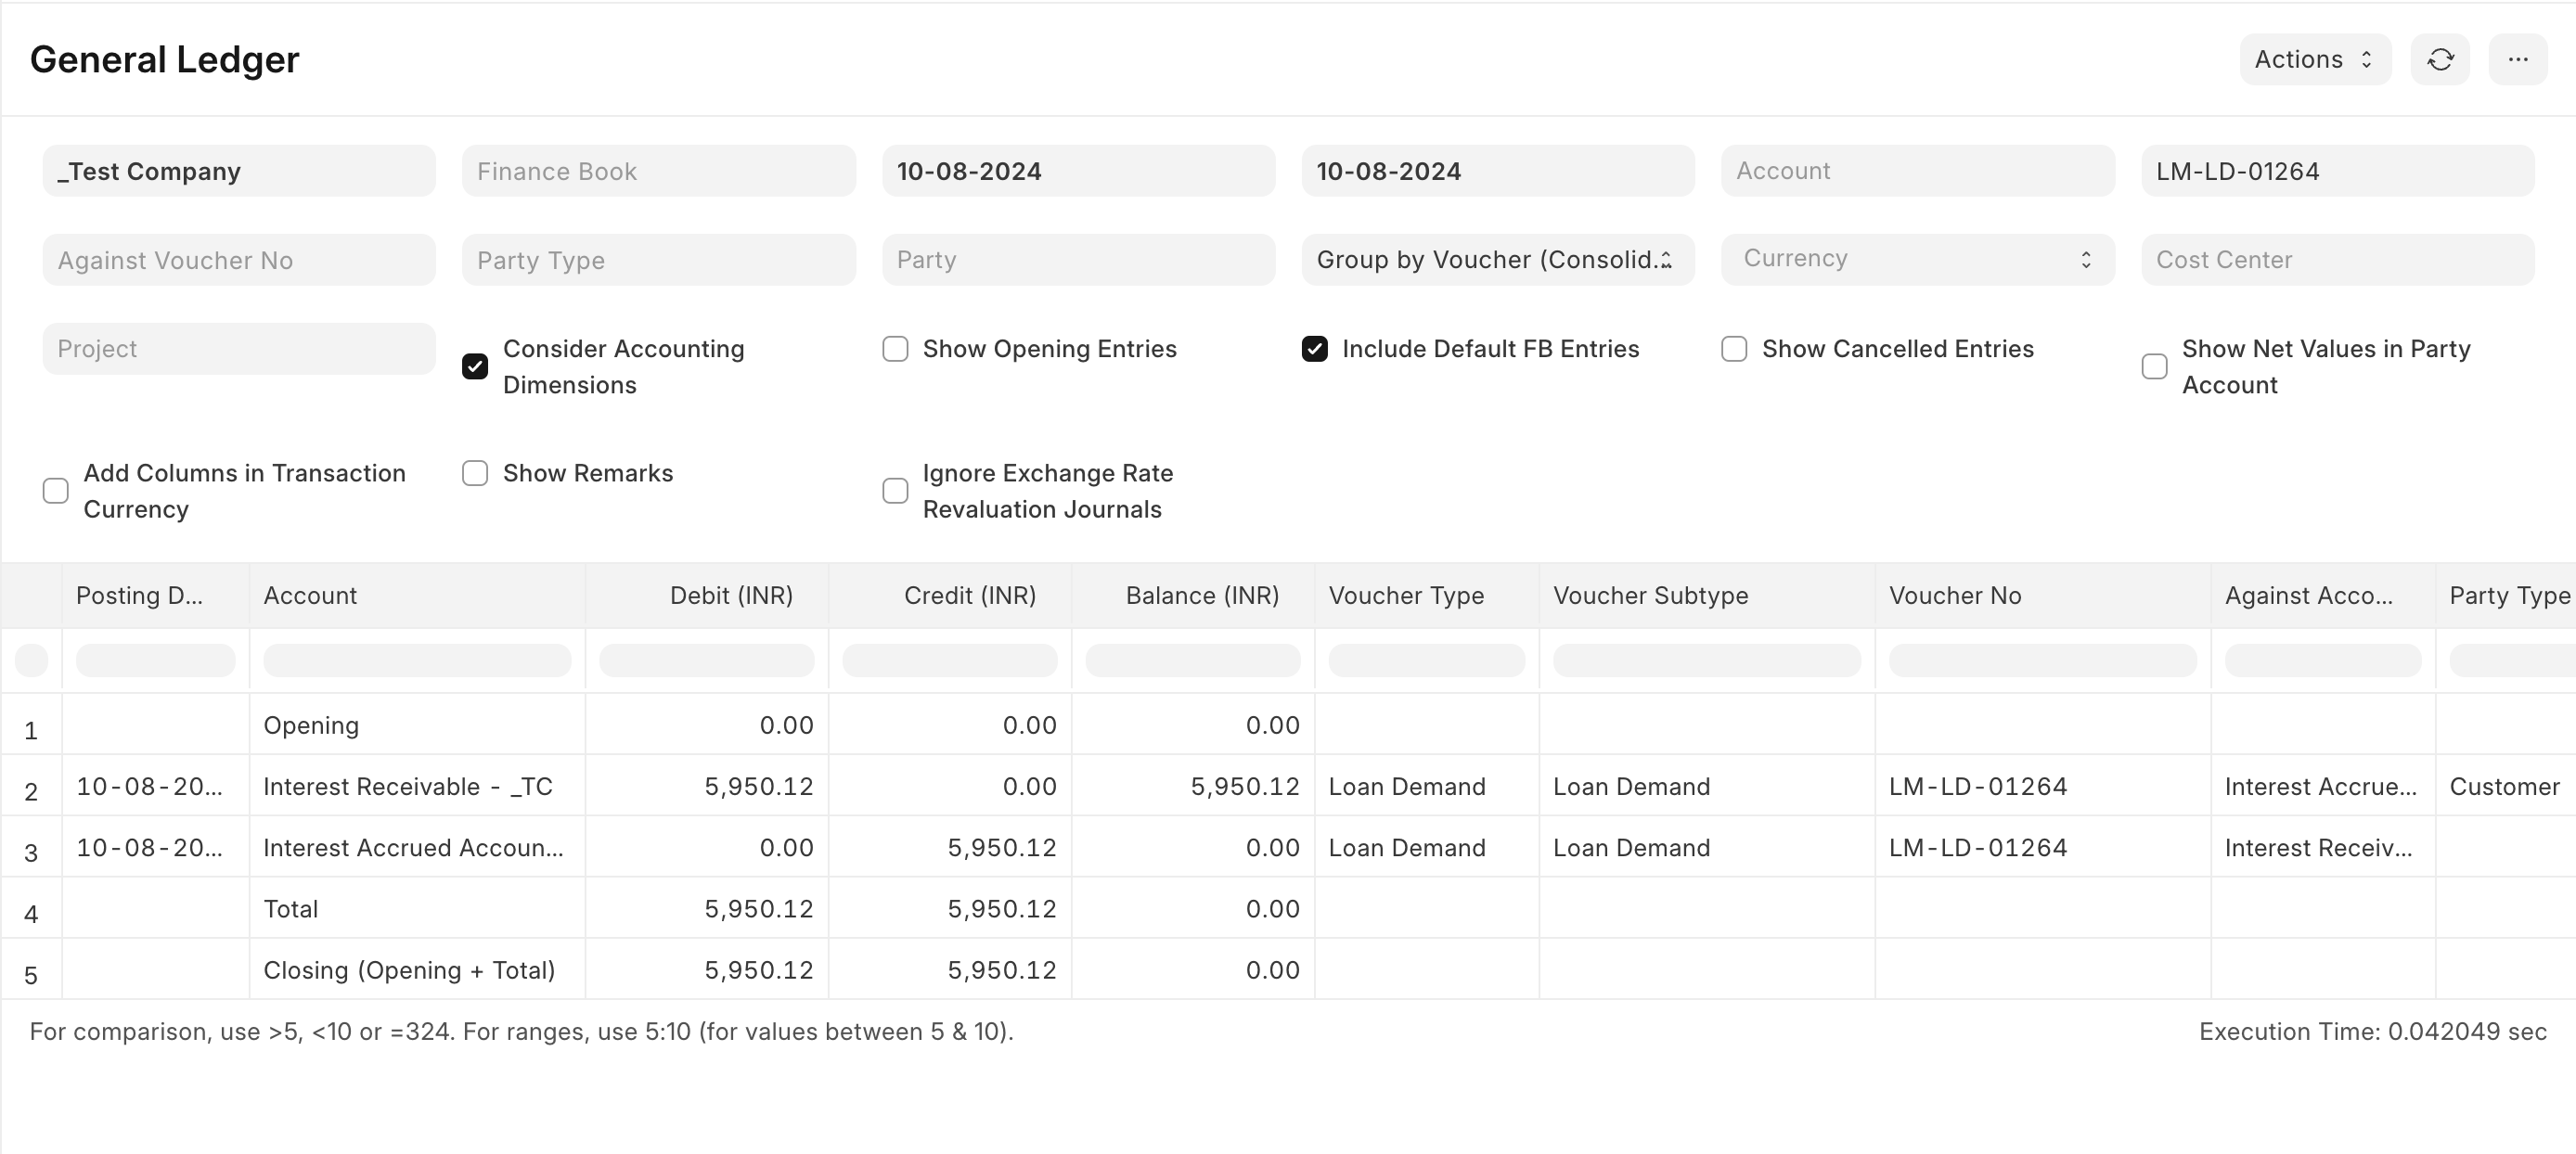 General Ledger
Actions
...
_Test Company
Finance Book
10-08-2024
10-08-2024
Account
LM-LD-01264
Against Voucher No
Party Type
Party
Group by Voucher (Consolid..
Currency
Cost Center
Project
Consider Accounting
Dimensions
Show Opening Entries
Include Default FB Entries
Show Cancelled Entries
Show Net Values in Party
Account
Add Columns in Transaction
Currency
Show Remarks
Ignore Exchange Rate
Revaluation Journals
Posting D... Account Debit (INR) Credit (INR) Balance (INR) Voucher Type Voucher Subtype Voucher No Against Acco... Party Type
1 Opening 0.00 0.00 0.00
2 10-08-20... Interest Receivable - _TC 5,950.12 0.00 5,950.12 Loan Demand Loan Demand LM-LD-01264 Interest Accrue... Customer
3 10-08-20... Interest Accrued Accoun... 0.00 5,950.12 0.00 Loan Demand Loan Demand LM-LD-01264 Interest Receiv...
4 Total 5,950.12 5,950.12 0.00
5 Closing (Opening + Total) 5,950.12 5,950.12 0.00
For comparison, use >5, <10 or =324. For ranges, use 5:10 (for values between 5 & 10).
Execution Time: 0.042049 sec